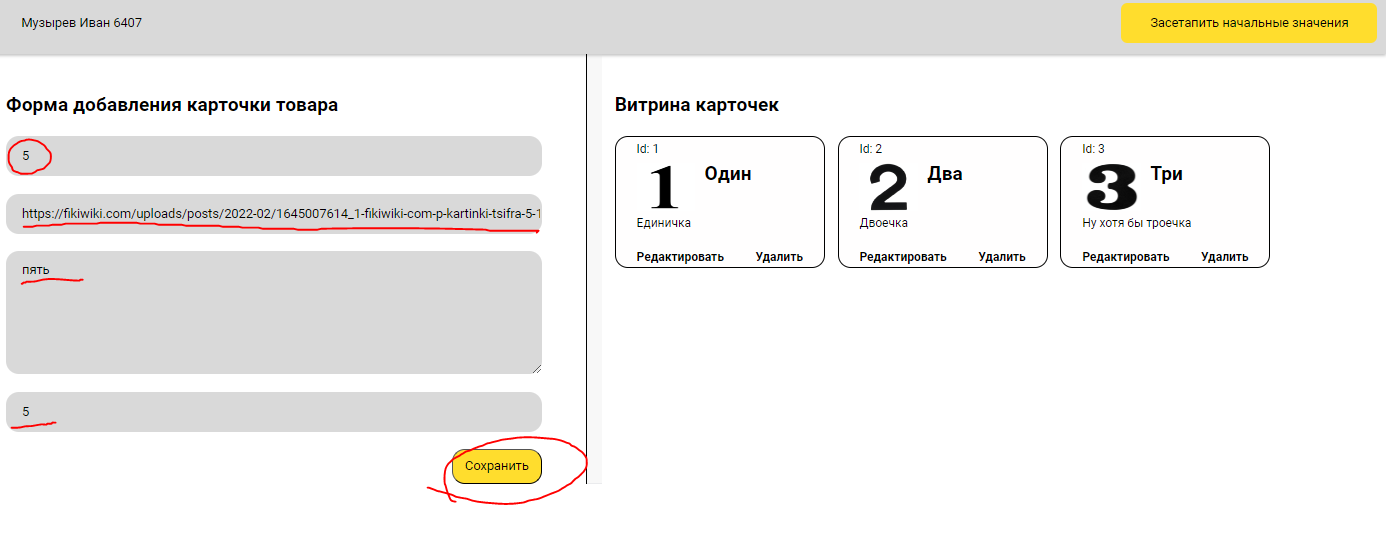 Музырев Иван 6407
Засетапить начальные значения
Форма добавления карточки товара
5
https://fikiwiki.com/uploads/posts/2022-02/1645007614_1-fikiwiki-com-p-kartinki-tsifra-5-1
пять
5
Сохранить
Витрина карточек
Id: 1
1 Один
Единичка
Редактировать Удалить
Id: 2
2 Два
Двоечка
Редактировать Удалить
Id: 3
3 Три
Ну хотя бы троечка
Редактировать Удалить